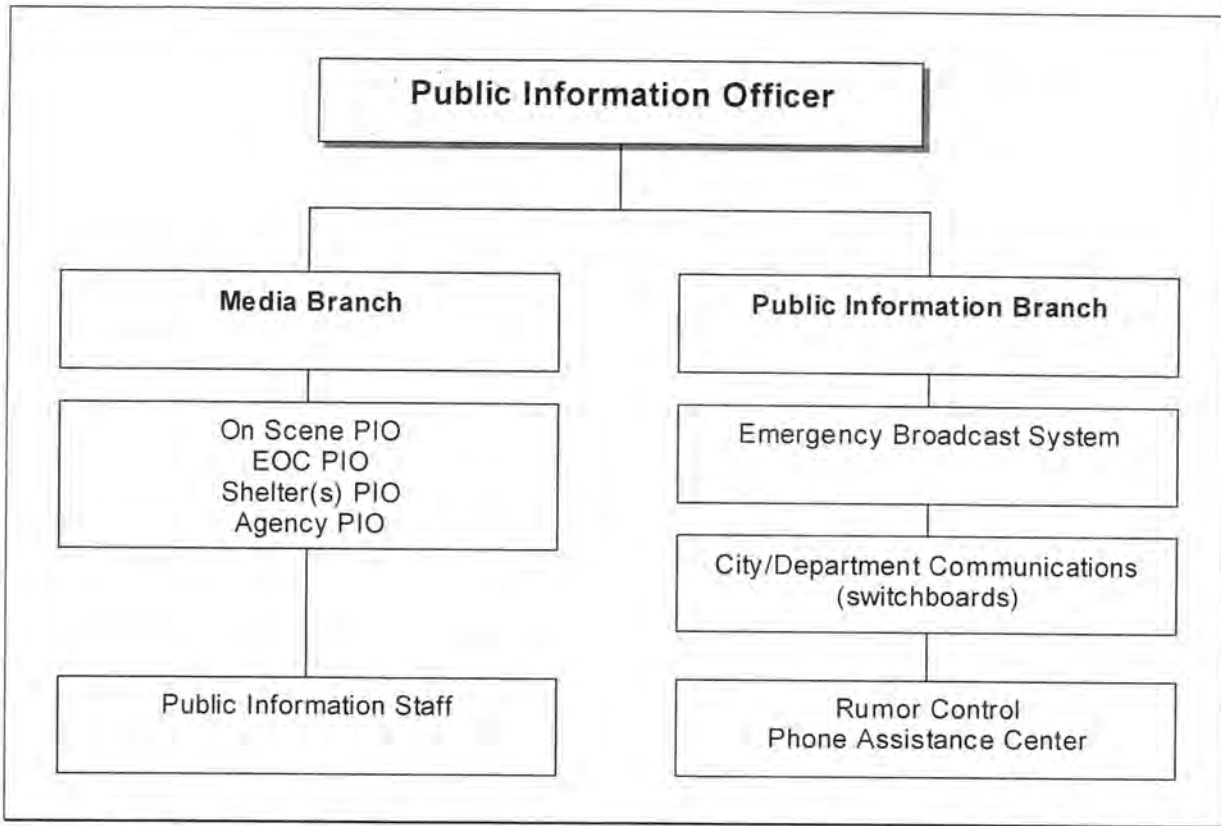 Public Information Officer
Media Branch
On Scene PIO
EOC PIO
Shelter(s) PIO
Agency PIO
Public Information Staff
Public Information Branch
Emergency Broadcast System
City/Department Communications
(switchboards)
Rumor Control
Phone Assistance Center